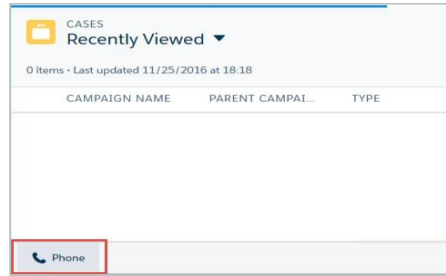 CASES
Recently Viewed
0 items • Last updated 11/25/2016 at 18:18
CAMPAIGN NAME PARENT CAMPAI... TYPE
Phone